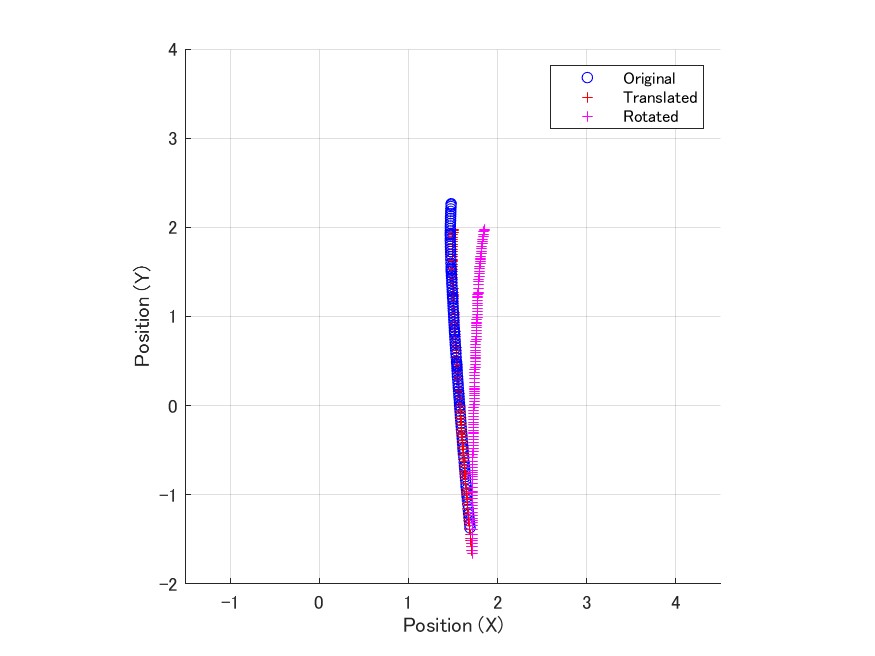 4
3
2
1
0
−1
−2
−1
0
1
2
3
4
Position (Y)
Position (X)
Original
Translated
Rotated